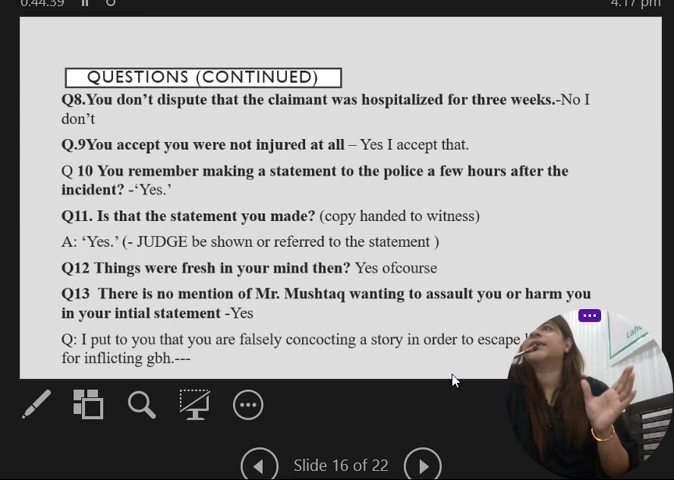 0:44:39
4:17 pm
QUESTIONS (CONTINUED)
Q8.You don't dispute that the claimant was hospitalized for three weeks.-No I
don't
Q.9You accept you were not injured at all – Yes I accept that.
Q 10 You remember making a statement to the police a few hours after the
incident? -'Yes.'
Q11. Is that the statement you made? (copy handed to witness)
A: 'Yes.' (- JUDGE be shown or referred to the statement )
Q12 Things were fresh in your mind then? Yes ofcourse
Q13 There is no mention of Mr. Mushtaq wanting to assault you or harm you
in your intial statement -Yes
Q: I put to you that you are falsely concocting a story in order to escape
for inflicting gbh.---
Slide 16 of 22